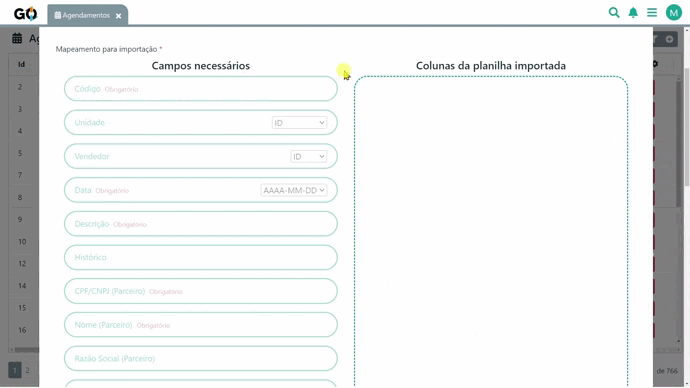 GO
Agendamentos ×
M
Ag
Mapeamento para importação *
Campos necessários
Colunas da planilha importada
Id
Código Obrigatório
2
3
Unidade
ID
4
Vendedor
ID
5
7
Data Obrigatório
AAAA-MM-DD
8
9
Descrição Obrigatório
10
Histórico
12
14
CPF/CNPJ (Parceiro) Obrigatório
15
Nome (Parceiro) Obrigatório
16
Razão Social (Parceiro)
1 2
de 766